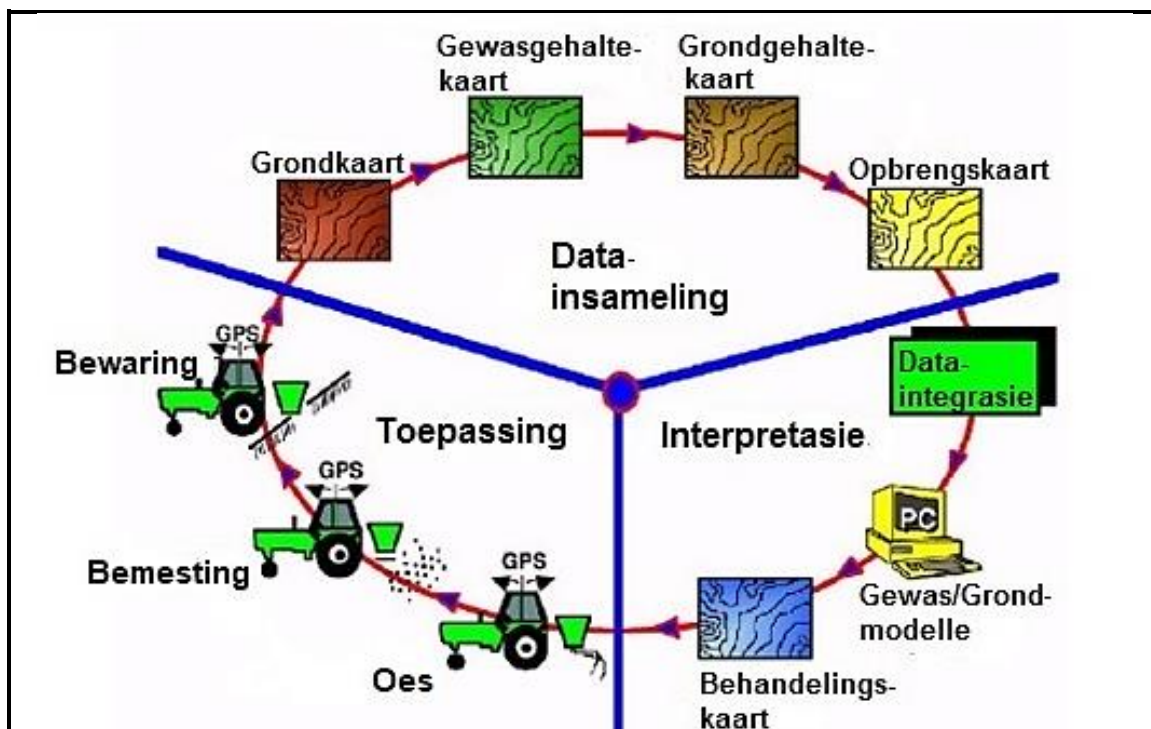 Gewasgehalte-
kaart
Grondgehalte-
kaart
Grondkaart
Opbrengskaart
Data-
insameling
GPS
Bewaring
Data-
integrasie
Toepassing
Interpretasie
GPS
PC
Bemesting
GPS
Gewas/Grond-
modelle
Oes
Behandelings-
kaart